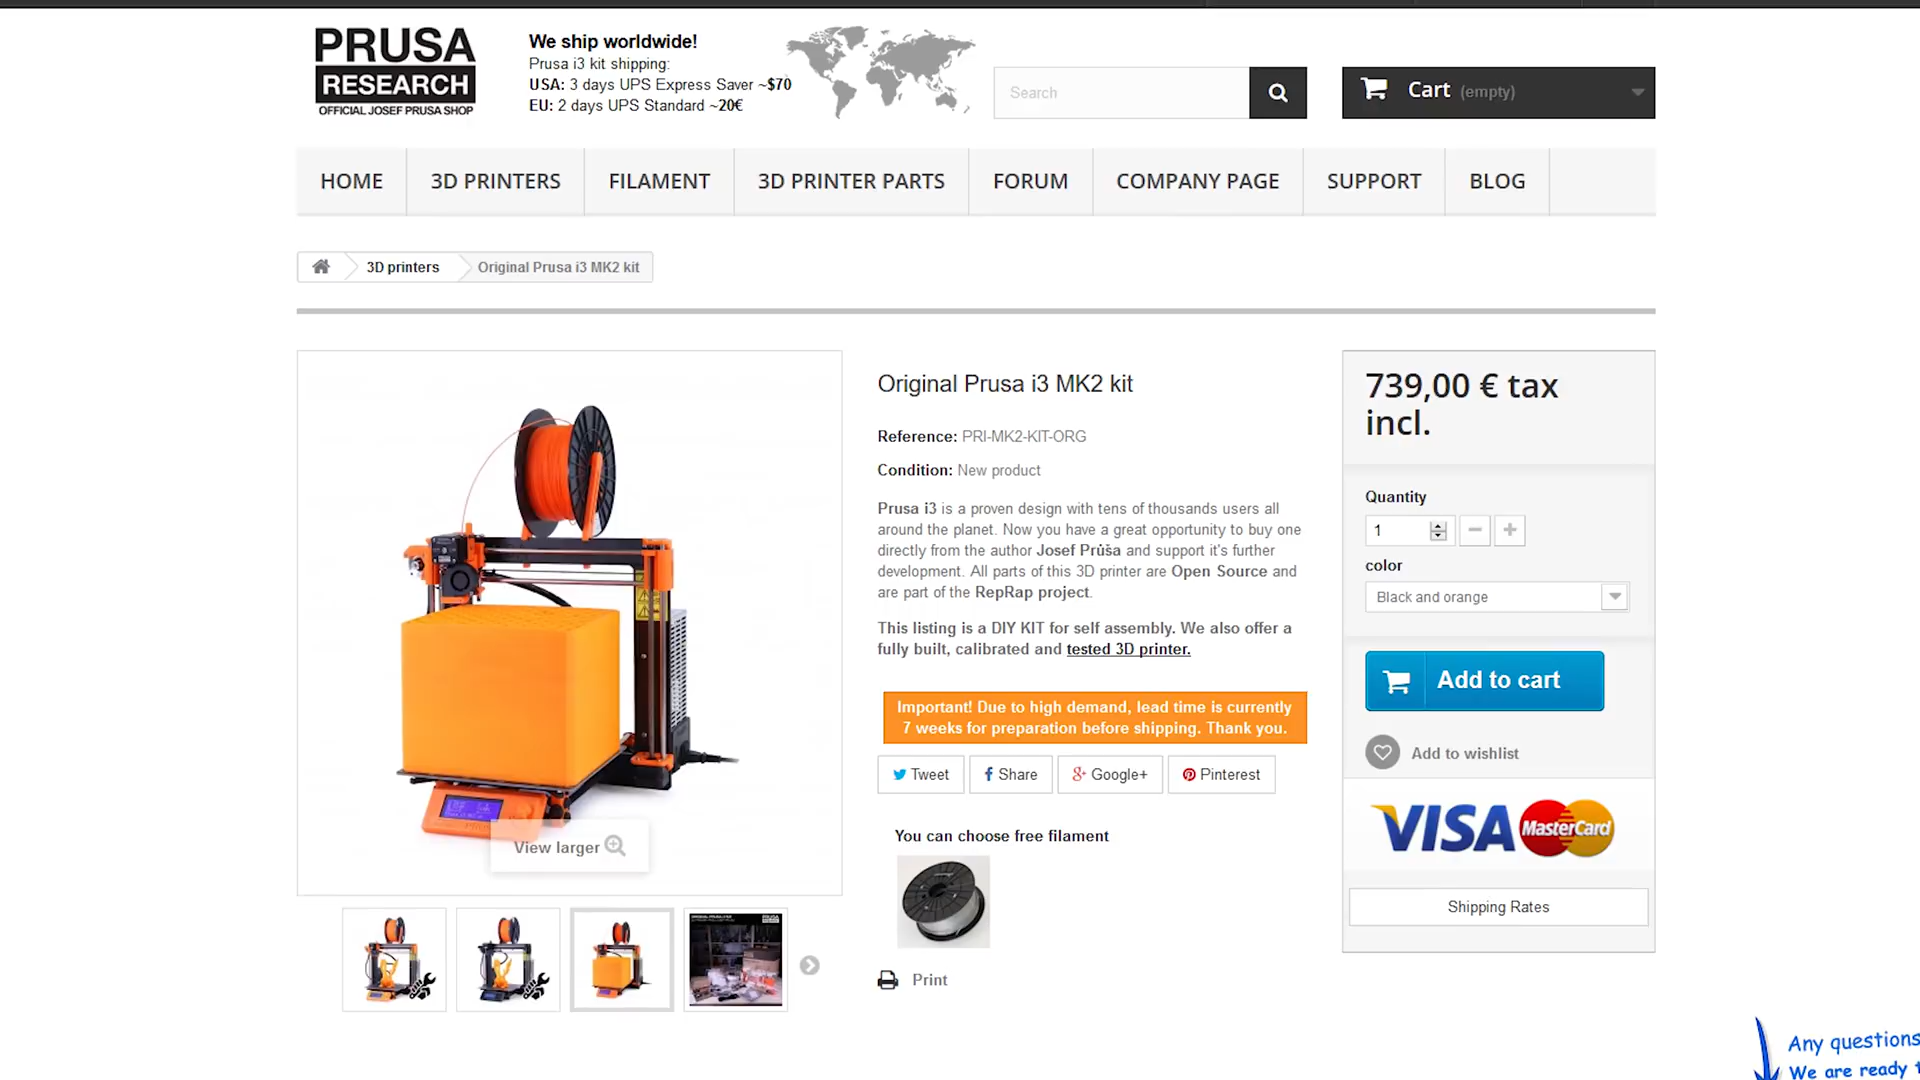 PRUSA
RESEARCH
OFFICIAL JOSEF PRUSA SHOP
We ship worldwide!
Prusa i3 kit shipping:
USA: 3 days UPS Express Saver ~$70
EU: 2 days UPS Standard ~20€
Search
Cart (empty)
HOME
3D PRINTERS
FILAMENT
3D PRINTER PARTS
FORUM
COMPANY PAGE
SUPPORT
BLOG
3D printers
Original Prusa i3 MK2 kit
View larger
Original Prusa i3 MK2 kit
Reference: PRI-MK2-KIT-ORG
Condition: New product
Prusa i3 is a proven design with tens of thousands users all
around the planet. Now you have a great opportunity to buy one
directly from the author Josef Průša and support it's further
development. All parts of this 3D printer are Open Source and
are part of the RepRap project.
This listing is a DIY KIT for self assembly. We also offer a
fully built, calibrated and tested 3D printer.
Important! Due to high demand, lead time is currently
7 weeks for preparation before shipping. Thank you.
Tweet
Share
Google+
Pinterest
You can choose free filament
Print
739,00 € tax
incl.
Quantity
1
color
Black and orange
Add to cart
Add to wishlist
VISA
MasterCard
Shipping Rates
Any questions
We are ready